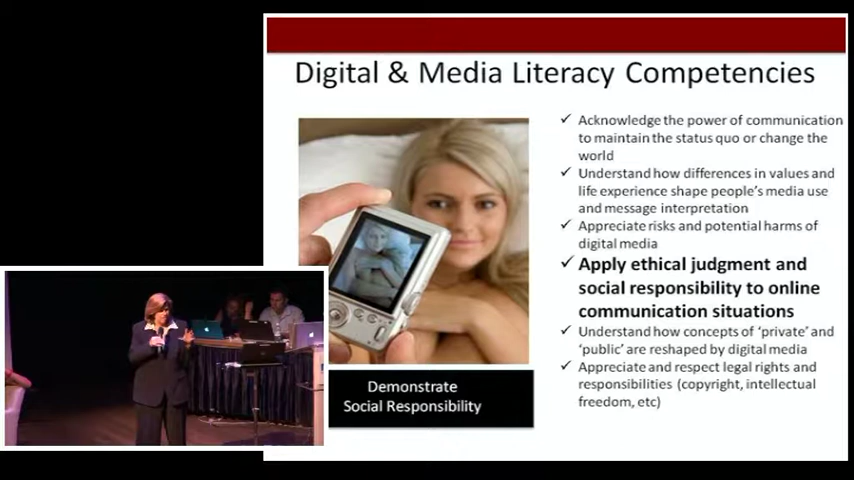 Digital & Media Literacy Competencies
Acknowledge the power of communication
to maintain the status quo or change the
world
Understand how differences in values and
life experience shape people's media use
and message interpretation
Appreciate risks and potential harms of
digital media
Apply ethical judgment and
social responsibility to online
communication situations
Understand how concepts of ‘private’ and
‘public’ are reshaped by digital media
Appreciate and respect legal rights and
responsibilities (copyright, intellectual
freedom, etc)
Demonstrate
Social Responsibility